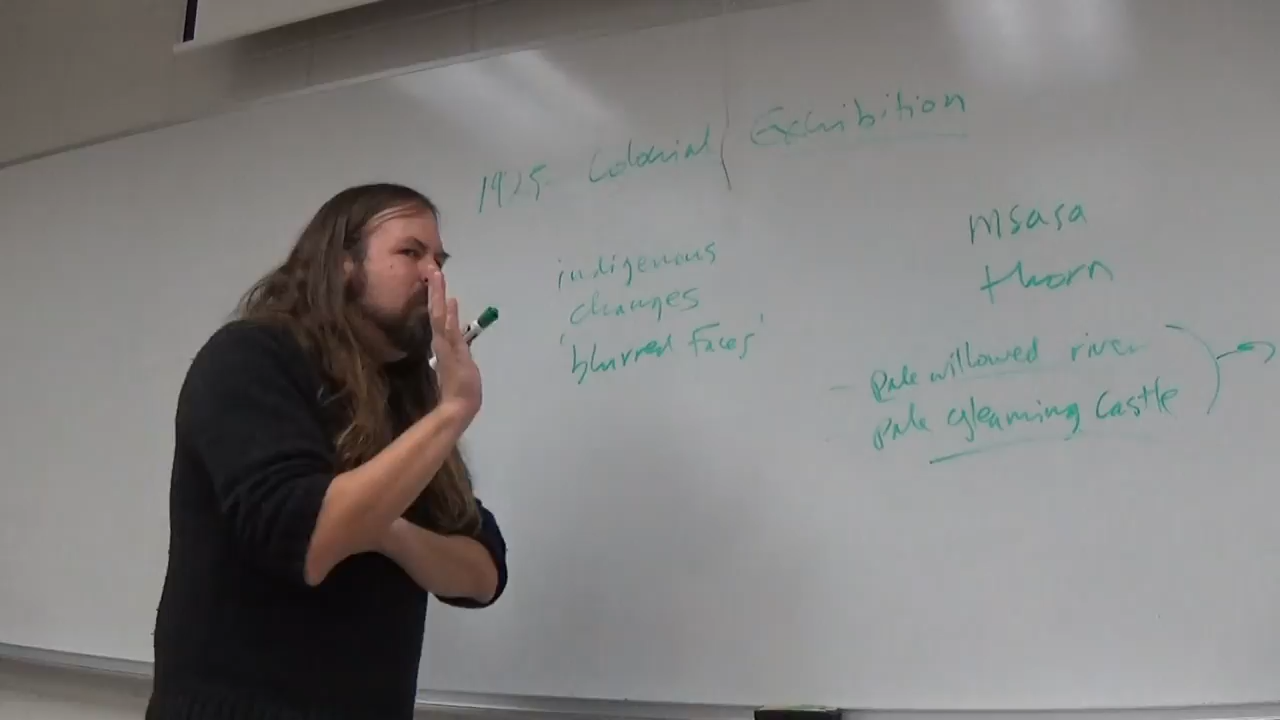 1925 Colonial Exhibition
indigenous
changes
'blurred faces'
msasa
thorn
- pale willowed river
pale gleaming Castle